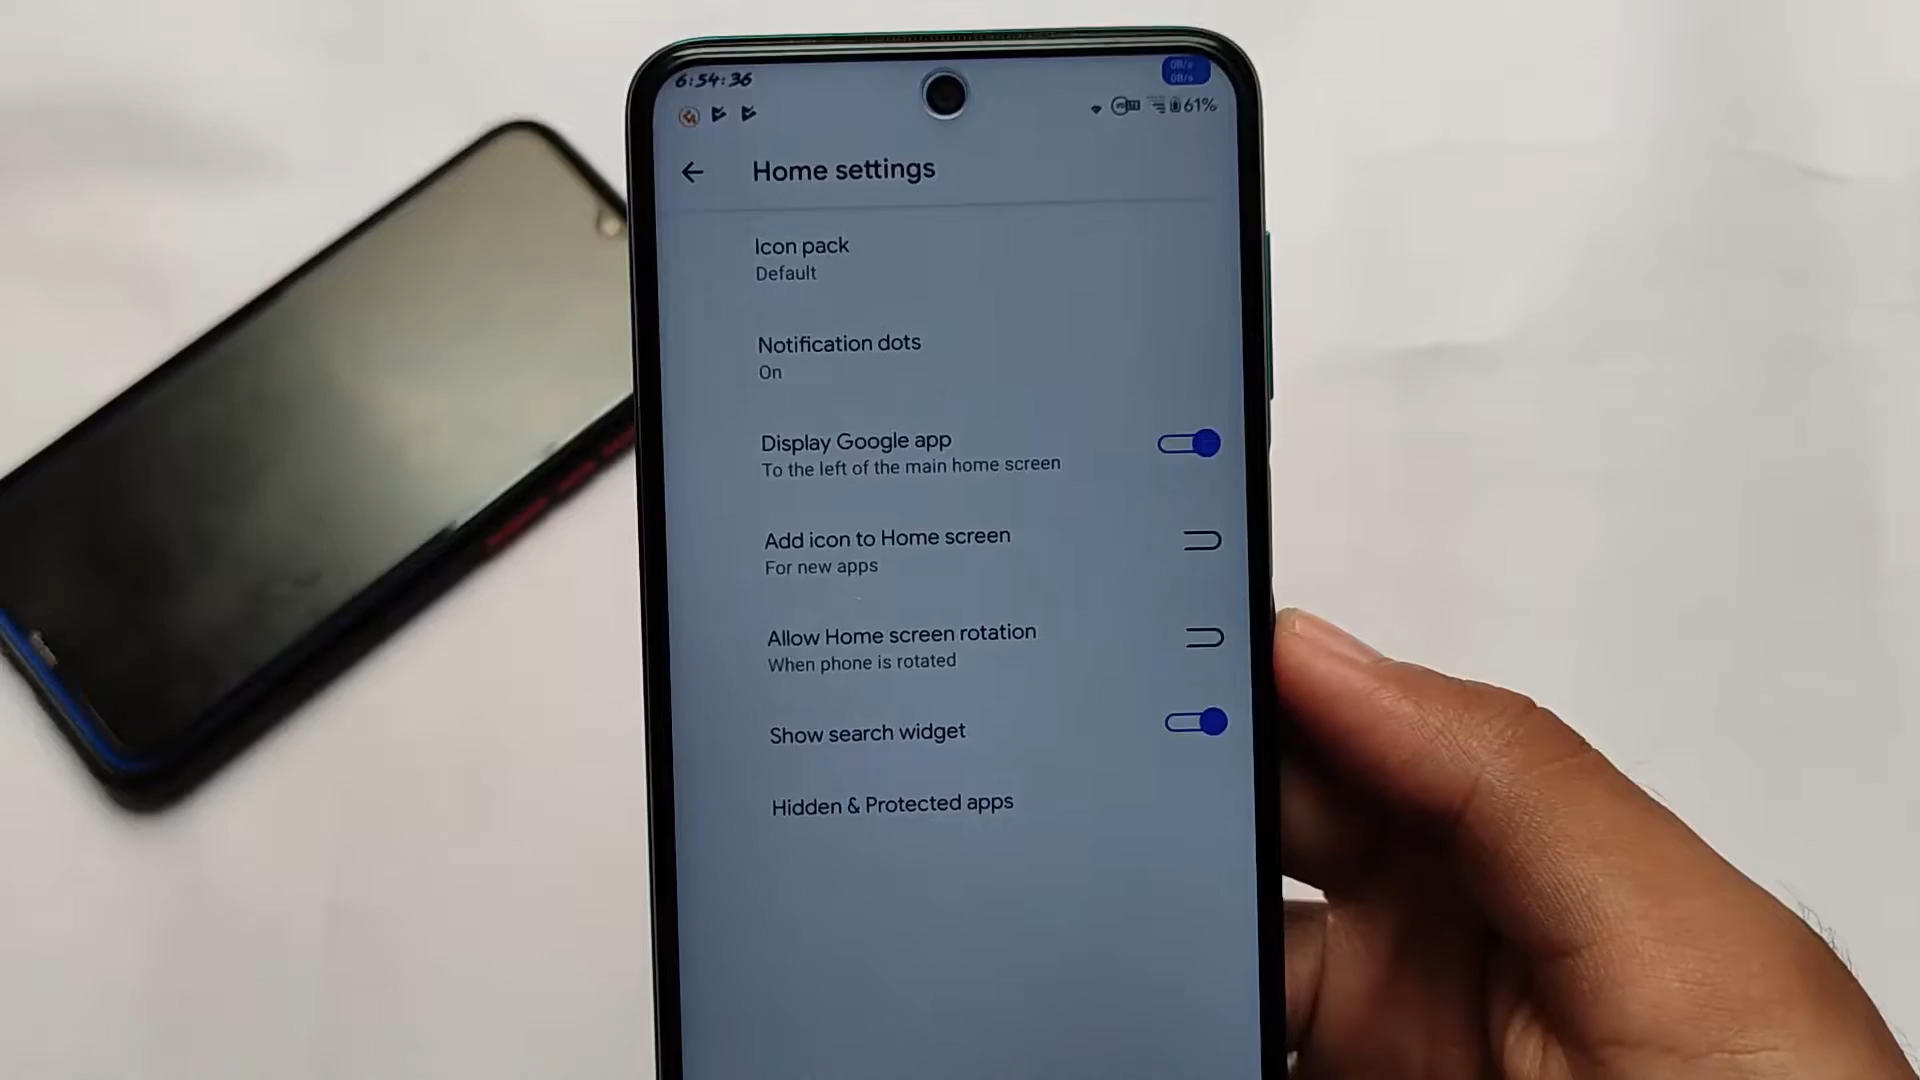 6:54:36
0B/s
0B/s
61%
Home settings
Icon pack
Default
Notification dots
On
Display Google app
To the left of the main home screen
Add icon to Home screen
For new apps
Allow Home screen rotation
When phone is rotated
Show search widget
Hidden & Protected apps